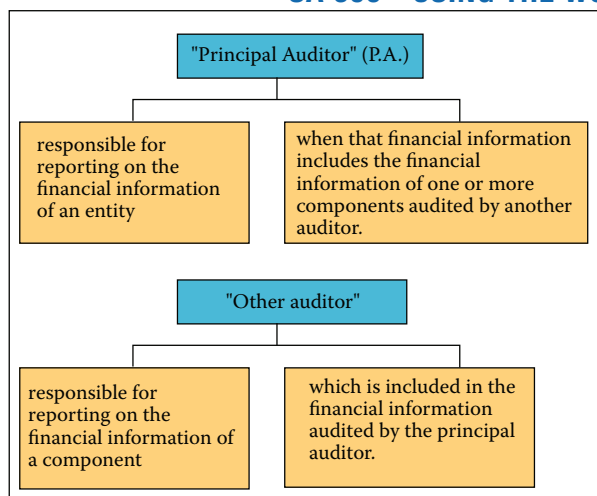 "Principal Auditor" (P.A.)
responsible for
reporting on the
financial information
of an entity
when that financial information
includes the financial
information of one or more
components audited by another
auditor.
"Other auditor"
responsible for
reporting on the
financial information of
a component
which is included in the
financial information
audited by the principal
auditor.